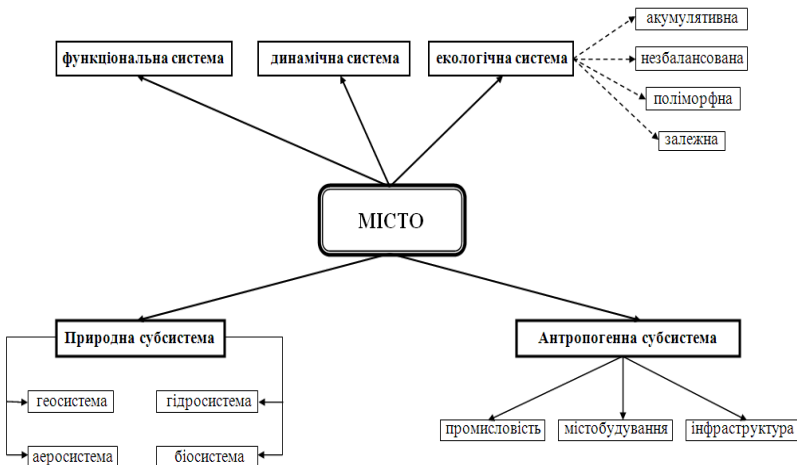 акумулятивна
функціональна система
динамічна система
екологічна система
незбалансована
поліморфна
залежна
МІСТО
Природна субсистема
Антропогенна субсистема
геосистема
гідросистема
промисловість
містобудування
інфраструктура
аеросистема
біосистема